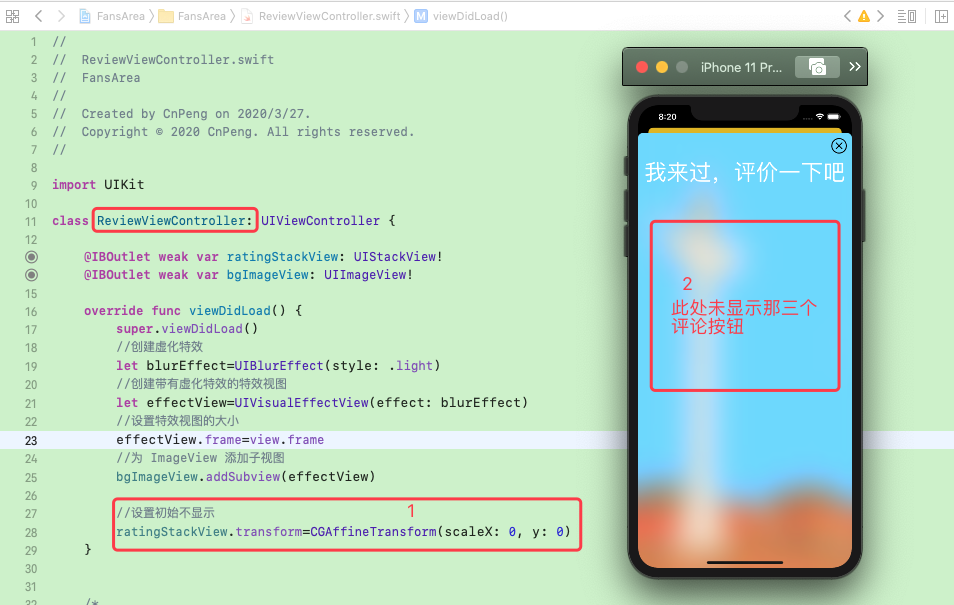 FansArea
FansArea
ReviewViewController.swift
M
viewDidLoad()
1 //
2 // ReviewViewController.swift
3 // FansArea
4 //
5 // Created by CnPeng on 2020/3/27.
6 // Copyright © 2020 CnPeng. All rights reserved.
7 //
8
9 import UIKit
10
11 class ReviewViewController: UIViewController {
12
@IBOutlet weak var ratingStackView: UIStackView!
@IBOutlet weak var bgImageView: UIImageView!
15
16 override func viewDidLoad() {
17 super.viewDidLoad()
18 //创建虚化特效
19 let blurEffect=UIBlurEffect(style: .light)
20 //创建带有虚化特效的特效视图
21 let effectView=UIVisualEffectView(effect: blurEffect)
22 //设置特效视图的大小
23 effectView.frame=view.frame
24 //为 ImageView 添加子视图
25 bgImageView.addSubview(effectView)
26
27 //设置初始不显示
1
28 ratingStackView.transform=CGAffineTransform(scaleX: 0, y: 0)
29 }
30
31
32 /*
iPhone 11 Pr...
8:20
我来过，评价一下吧
2
此处未显示那三个
评论按钮